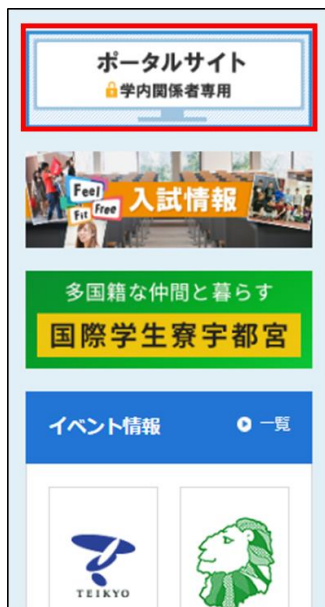 ポータルサイト
学内関係者専用
Feel
Fit Free
入試情報
多国籍な仲間と暮らす
国際学生寮宇都宮
イベント情報
一覧
TEIKYO